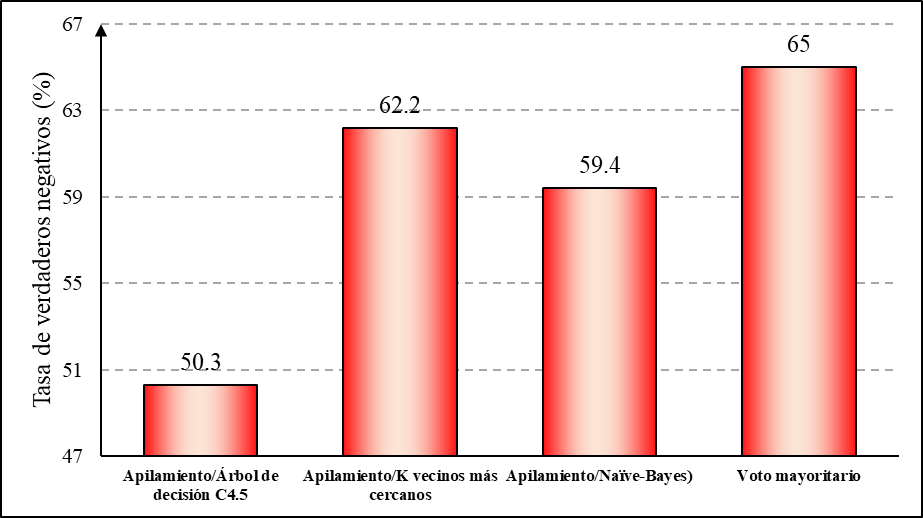 67
63
59
55
51
47
Tasa de verdaderos negativos (%)
50.3
62.2
59.4
65
Apilamiento/Árbol de
decisión C4.5
Apilamiento/K vecinos más
cercanos
Apilamiento/Naïve-Bayes)
Voto mayoritario